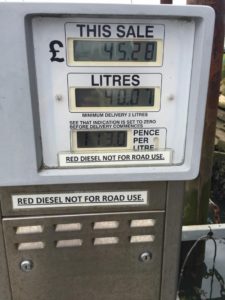 THIS SALE
£ 45.28
LITRES
40.07
MINIMUM DELIVERY 2 LITRES
SEE THAT INDICATION IS SET TO ZERO
BEFORE DELIVERY COMMENCES
PENCE
PER
LITRE
RED DIESEL NOT FOR ROAD USE.
RED DIESEL NOT FOR ROAD USE.